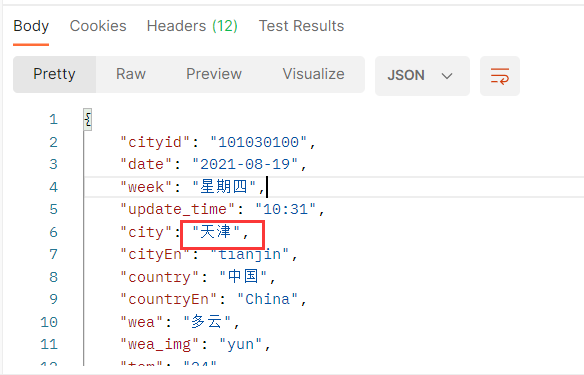 Body Cookies Headers (12) Test Results
Pretty Raw Preview Visualize JSON
1 {
2 "cityid": "101030100",
3 "date": "2021-08-19",
4 "week": "星期四",
5 "update_time": "10:31",
6 "city": "天津",
7 "cityEn": "tianjin",
8 "country": "中国",
9 "countryEn": "China",
10 "wea": "多云",
11 "wea_img": "yun",